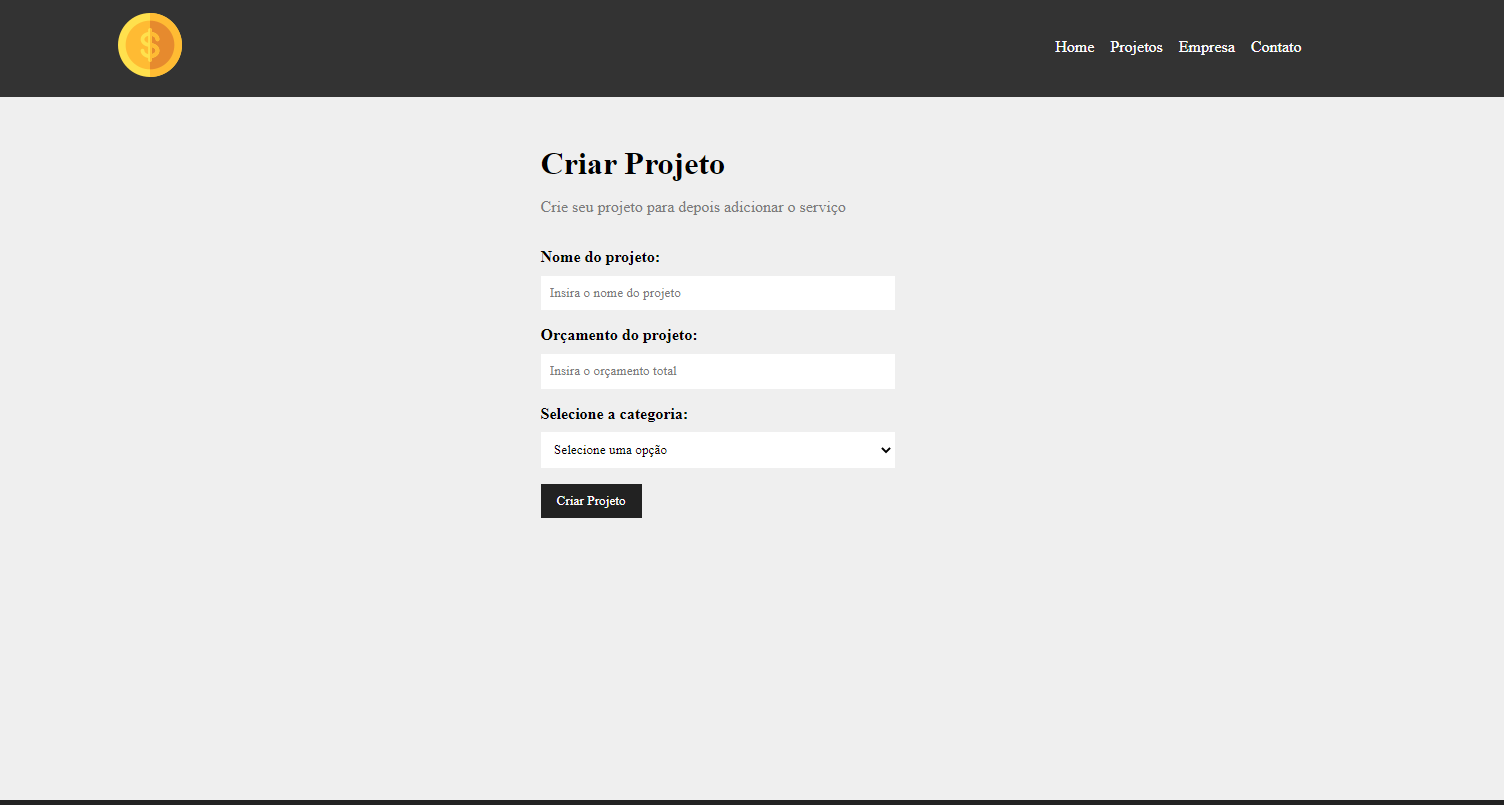 $
Home Projetos Empresa Contato
Criar Projeto
Crie seu projeto para depois adicionar o serviço
Nome do projeto:
Insira o nome do projeto
Orçamento do projeto:
Insira o orçamento total
Selecione a categoria:
Selecione uma opção
Criar Projeto